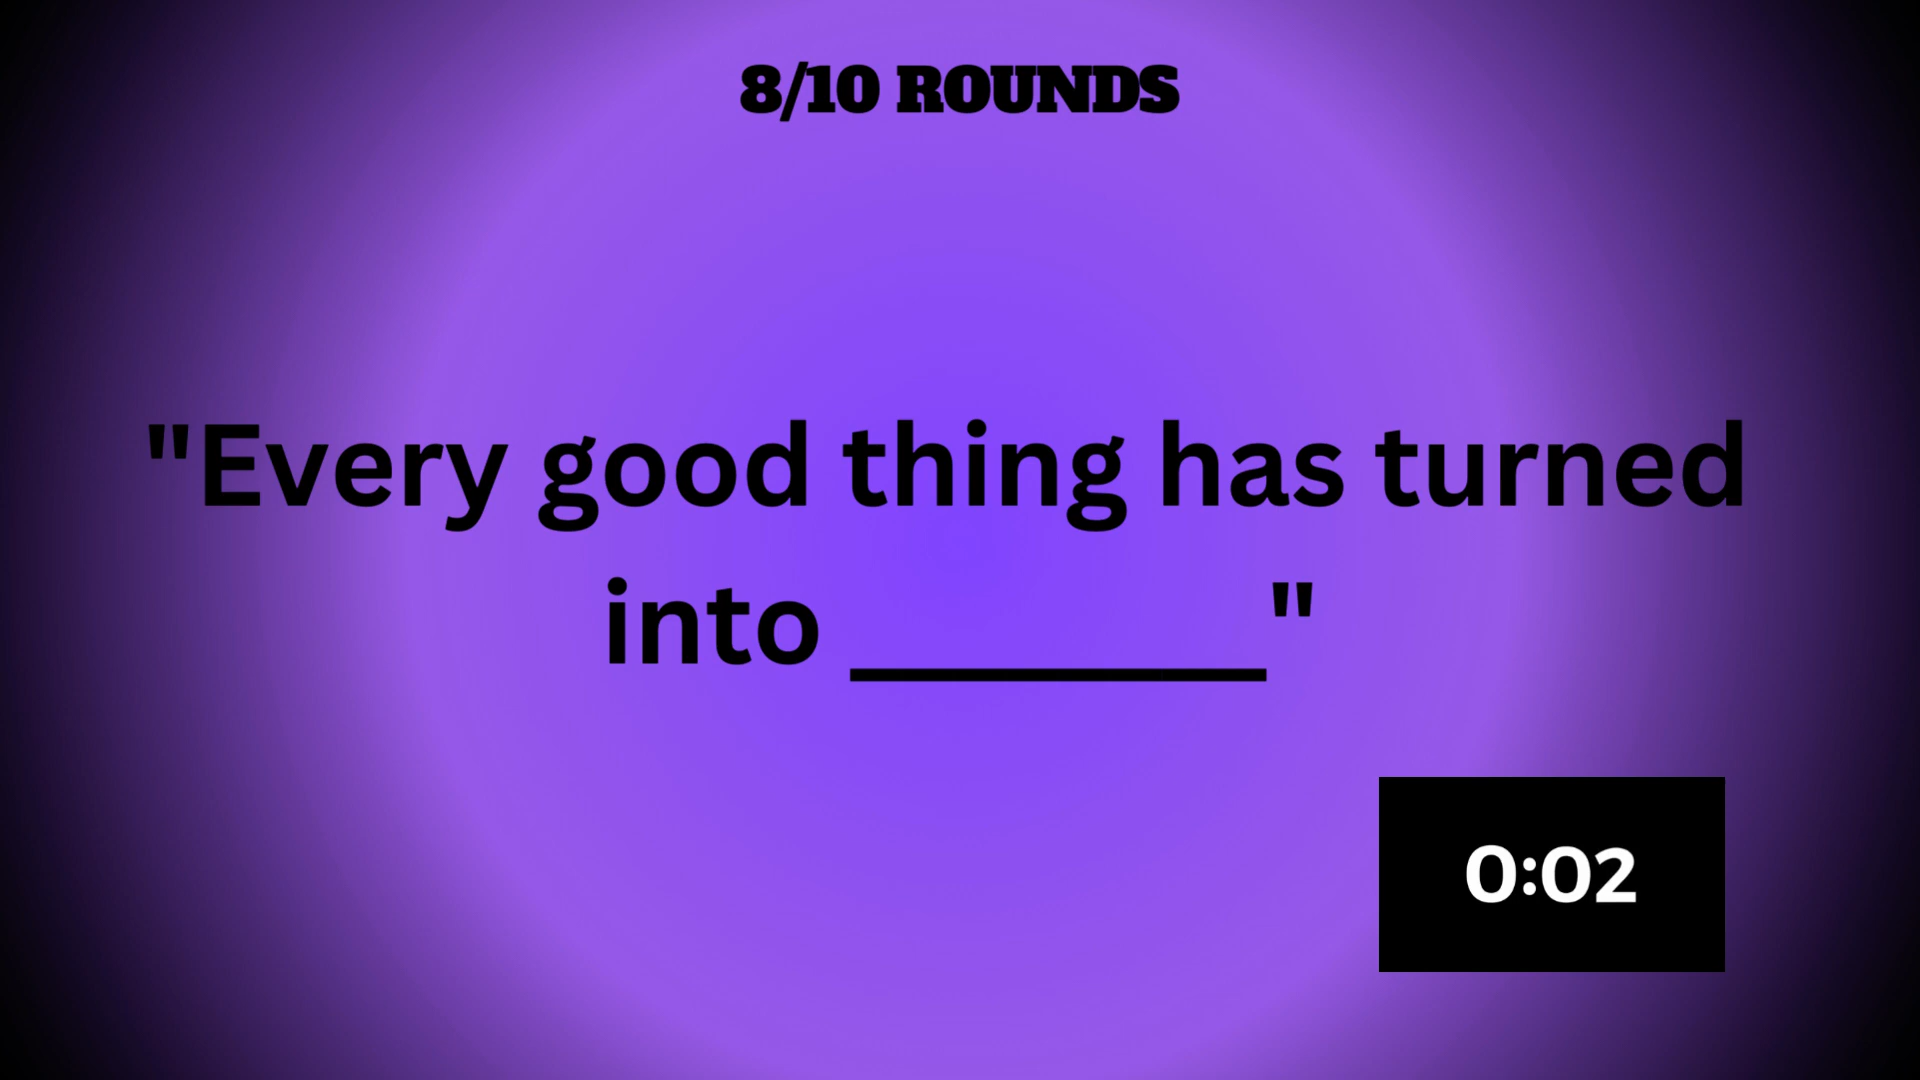 8/10 ROUNDS
"Every good thing has turned
into ________"
0:02